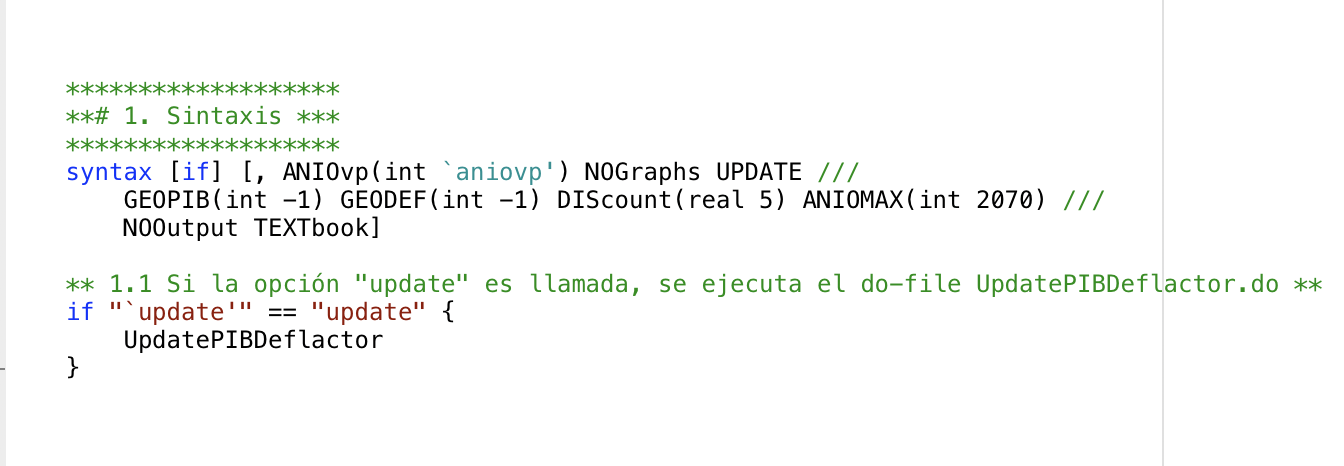 *******************
**# 1. Sintaxis ***
*******************
syntax [if] [, ANIOvp(int `aniovp') NOGraphs UPDATE ///
GEOPIB(int -1) GEODEF(int -1) DIScount(real 5) ANIOMAX(int 2070) ///
NOOutput TEXTbook]
** 1.1 Si la opción "update" es llamada, se ejecuta el do-file UpdatePIBDeflactor.do **
if "`update'" == "update" {
UpdatePIBDeflactor
}